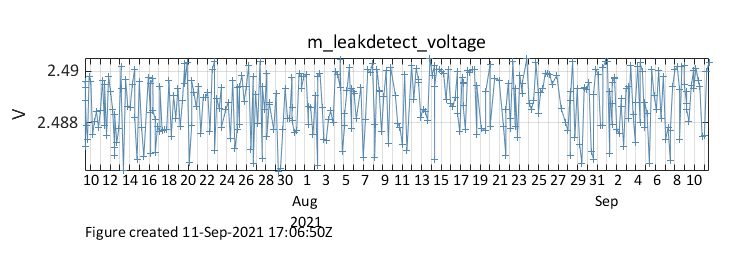 m_leakdetect_voltage
2.49
2.488
V
10 12 14 16 18 20 22 24 26 28 30 1 3 5 7 9 11 13 15 17 19 21 23 25 27 29 31 2 4 6 8 10
Aug Sep
2021
Figure created 11-Sep-2021 17:06:50Z